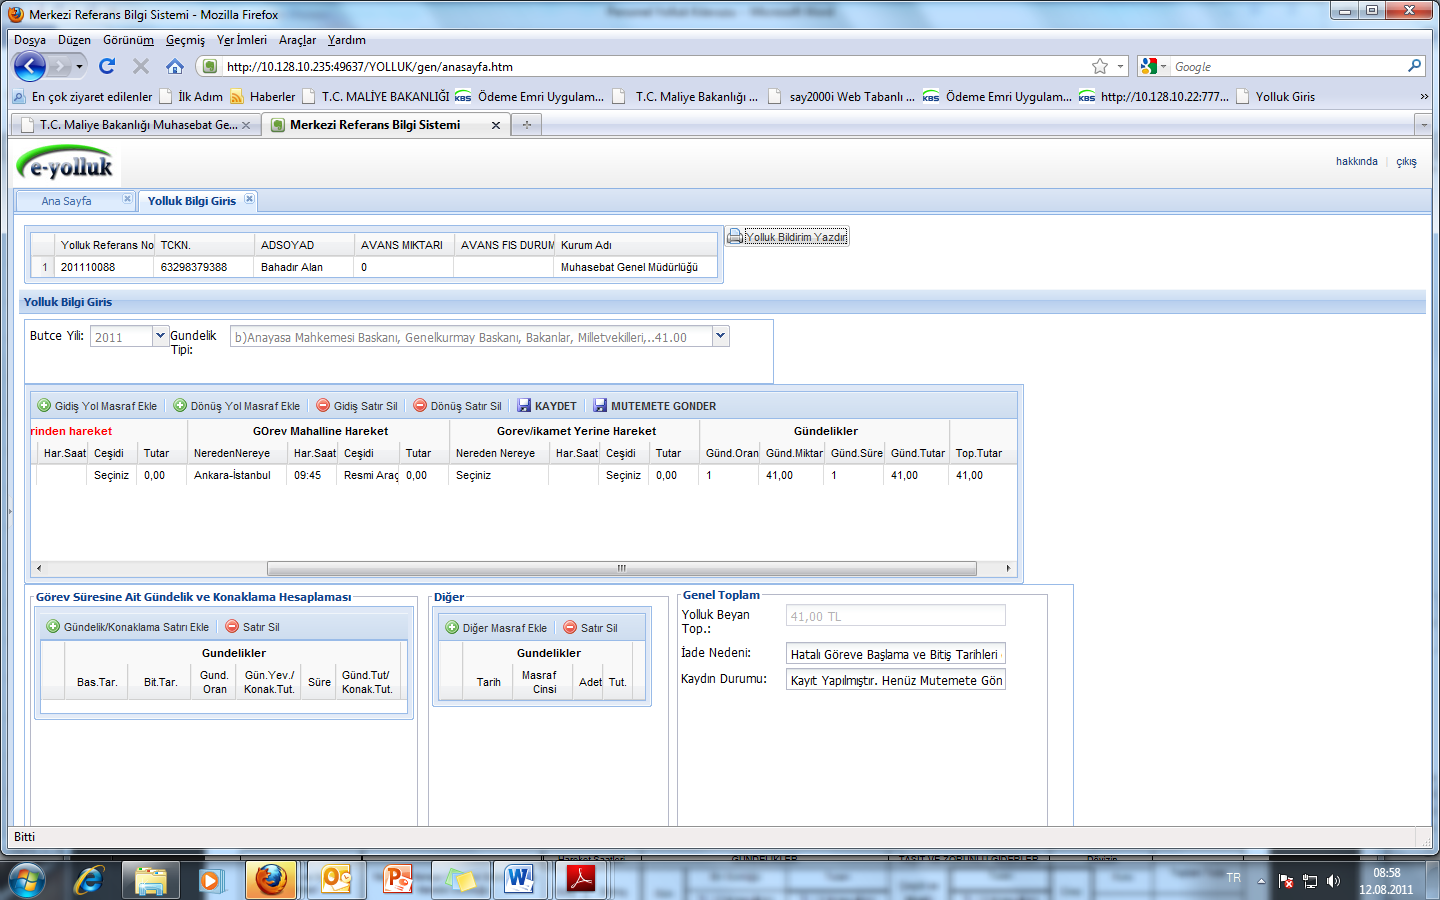 Merkezi Referans Bilgi Sistemi - Mozilla Firefox
Dosya Düzen Görünüm Geçmiş Yer İmleri Araçlar Yardım
http://10.128.10.235:49637/YOLLUK/gen/anasayfa.htm
Google
En çok ziyaret edilenler İlk Adım Haberler T.C. MALİYE BAKANLIĞI Ödeme Emri Uygulam... T.C. Maliye Bakanlığı ... say2000i Web Tabanlı ... Ödeme Emri Uygulam... http://10.128.10.22:777... Yolluk Giris »
T.C. Maliye Bakanlığı Muhasebat Ge... Merkezi Referans Bilgi Sistemi
e-yolluk
hakkında çıkış
Ana Sayfa Yolluk Bilgi Giris
Yolluk Referans No TCKN. ADSOYAD AVANS MIKTARI AVANS FIS DURUM Kurum Adı
1 201110088 63298379388 Bahadır Alan 0 Muhasebat Genel Müdürlüğü
Yolluk Bildirim Yazdır
Yolluk Bilgi Giris
Butce Yili: 2011 Gundelik Tipi: b)Anayasa Mahkemesi Baskanı, Genelkurmay Baskanı, Bakanlar, Milletvekilleri,..41.00
Gidiş Yol Masraf Ekle Dönüş Yol Masraf Ekle Gidiş Satır Sil Dönüş Satır Sil KAYDET MUTEMETE GONDER
rinden hareket GÖrev Mahalline Hareket Gorev/ikamet Yerine Hareket Gündelikler
Har.Saat Ceşidi Tutar NeredenNereye Har.Saat Ceşidi Tutar Nereden Nereye Har.Saat Ceşidi Tutar Günd.Oran Günd.Miktar Günd.Süre Günd.Tutar Top.Tutar
Seçiniz 0,00 Ankara-İstanbul 09:45 Resmi Araç 0,00 Seçiniz Seçiniz 0,00 1 41,00 1 41,00 41,00
Görev Süresine Ait Gündelik ve Konaklama Hesaplaması
Gündelik/Konaklama Satırı Ekle Satır Sil
Gundelikler
Bas.Tar. Bit.Tar. Gund. Oran Gün.Yev./ Konak.Tut. Süre Günd.Tut/ Konak.Tut.
Diğer
Diğer Masraf Ekle Satır Sil
Gundelikler
Tarih Masraf Cinsi Adet Tut.
Genel Toplam
Yolluk Beyan Top.: 41,00 TL
İade Nedeni: Hatalı Göreve Başlama ve Bitiş Tarihleri
Kaydın Durumu: Kayıt Yapılmıştır. Henüz Mutemete Gön
Bitti
TR
08:58
12.08.2011